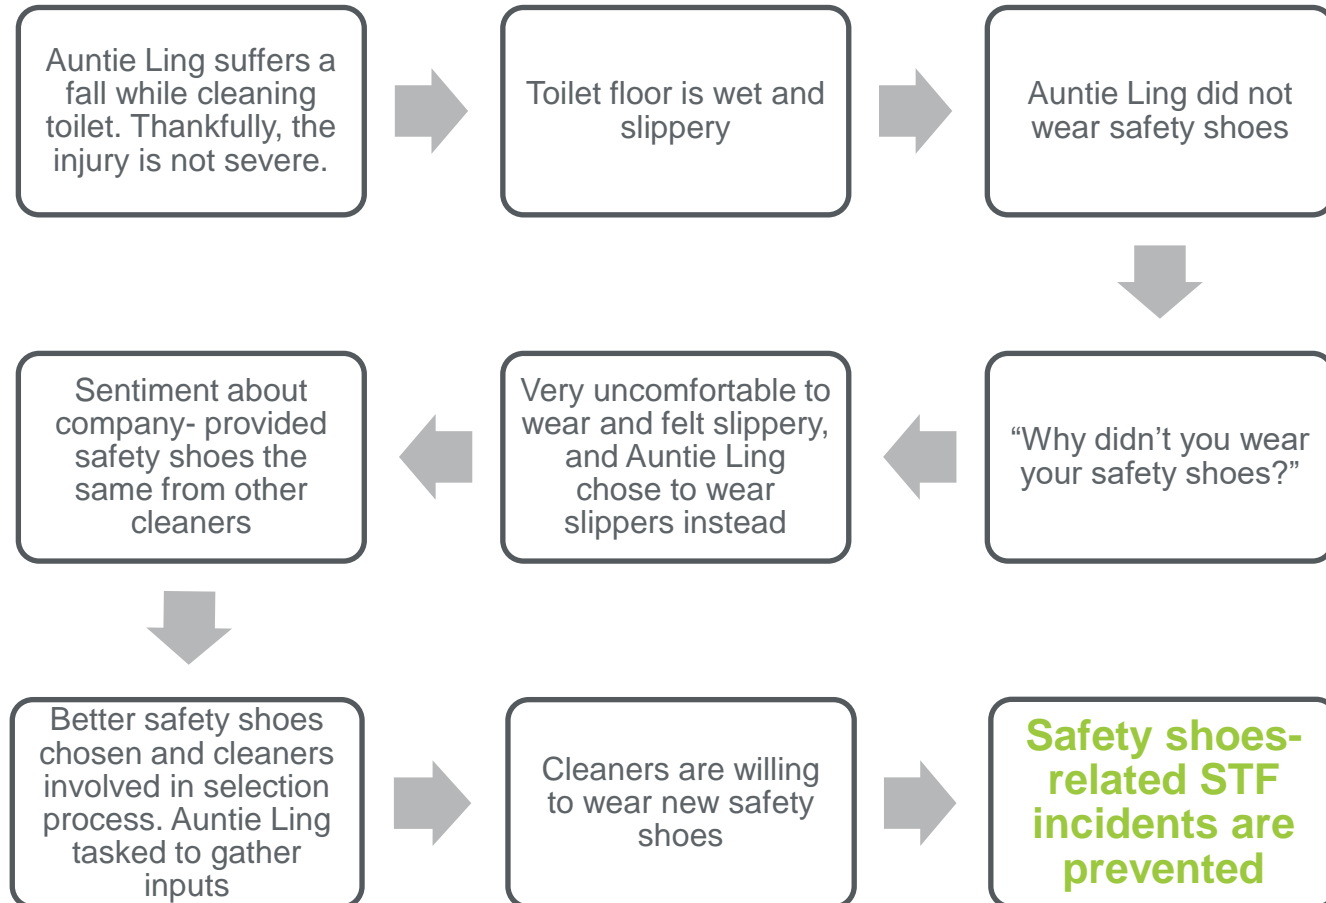 Auntie Ling suffers a
fall while cleaning
toilet. Thankfully, the
injury is not severe.
Toilet floor is wet and
slippery
Auntie Ling did not
wear safety shoes
“Why didn’t you wear
your safety shoes?”
Very uncomfortable to
wear and felt slippery,
and Auntie Ling
chose to wear
slippers instead
Sentiment about
company- provided
safety shoes the
same from other
cleaners
Better safety shoes
chosen and cleaners
involved in selection
process. Auntie Ling
tasked to gather
inputs
Cleaners are willing
to wear new safety
shoes
Safety shoes-
related STF
incidents are
prevented